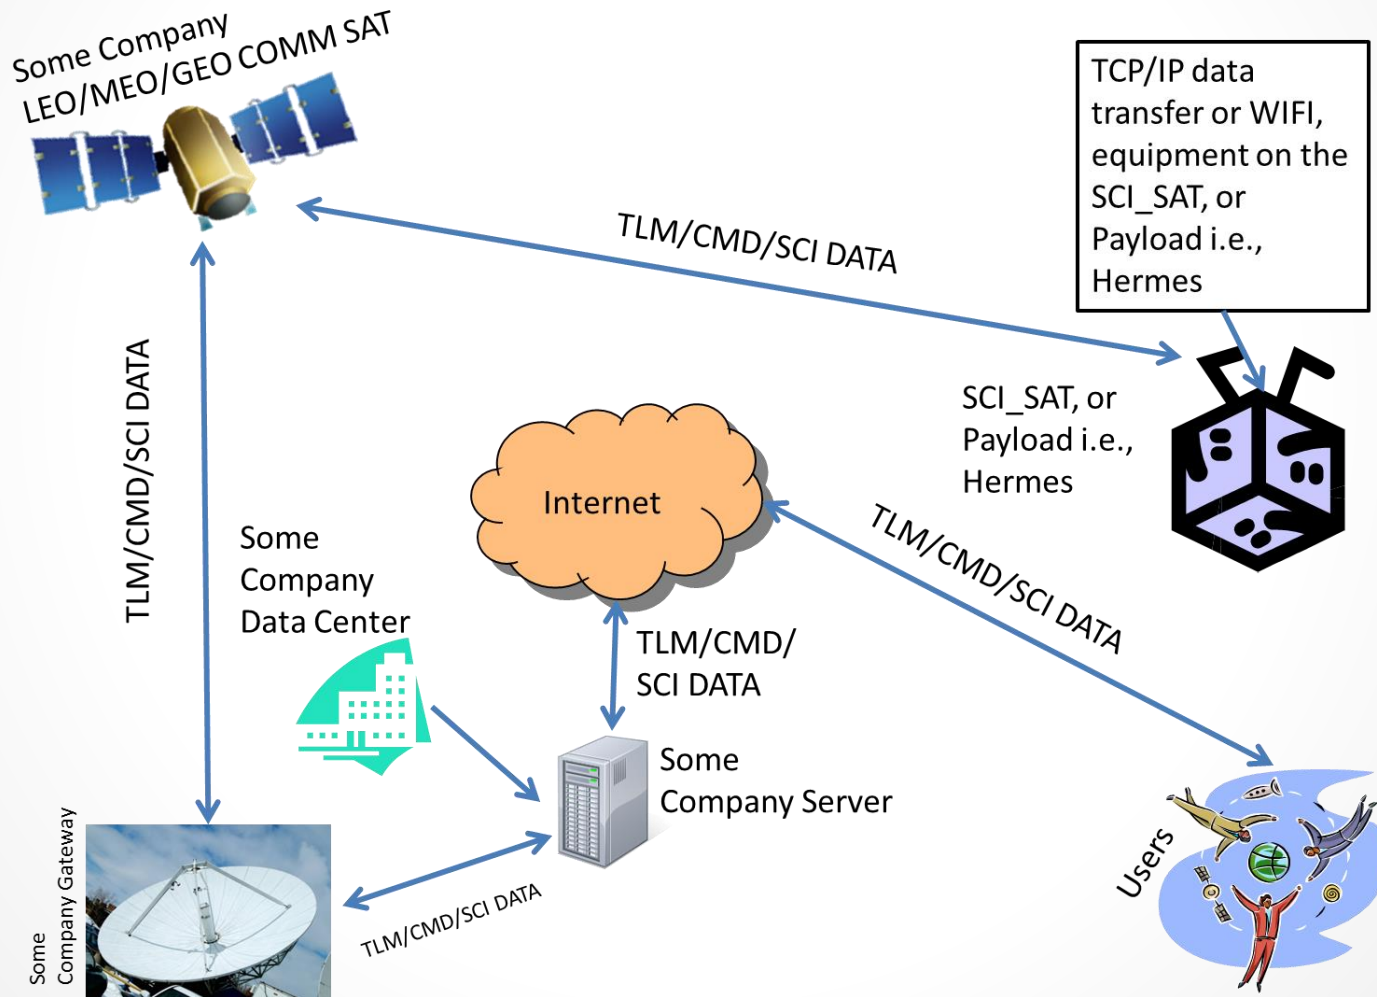 Some Company
LEO/MEO/GEO COMM SAT
TCP/IP data
transfer or WIFI,
equipment on the
SCI_SAT, or
Payload i.e.,
Hermes
TLM/CMD/SCI DATA
TLM/CMD/SCI DATA
SCI_SAT, or
Payload i.e.,
Hermes
Internet
TLM/CMD/SCI DATA
Some
Company
Data Center
TLM/CMD/
SCI DATA
Some
Company Server
Users
Some
Company Gateway
TLM/CMD/SCI DATA